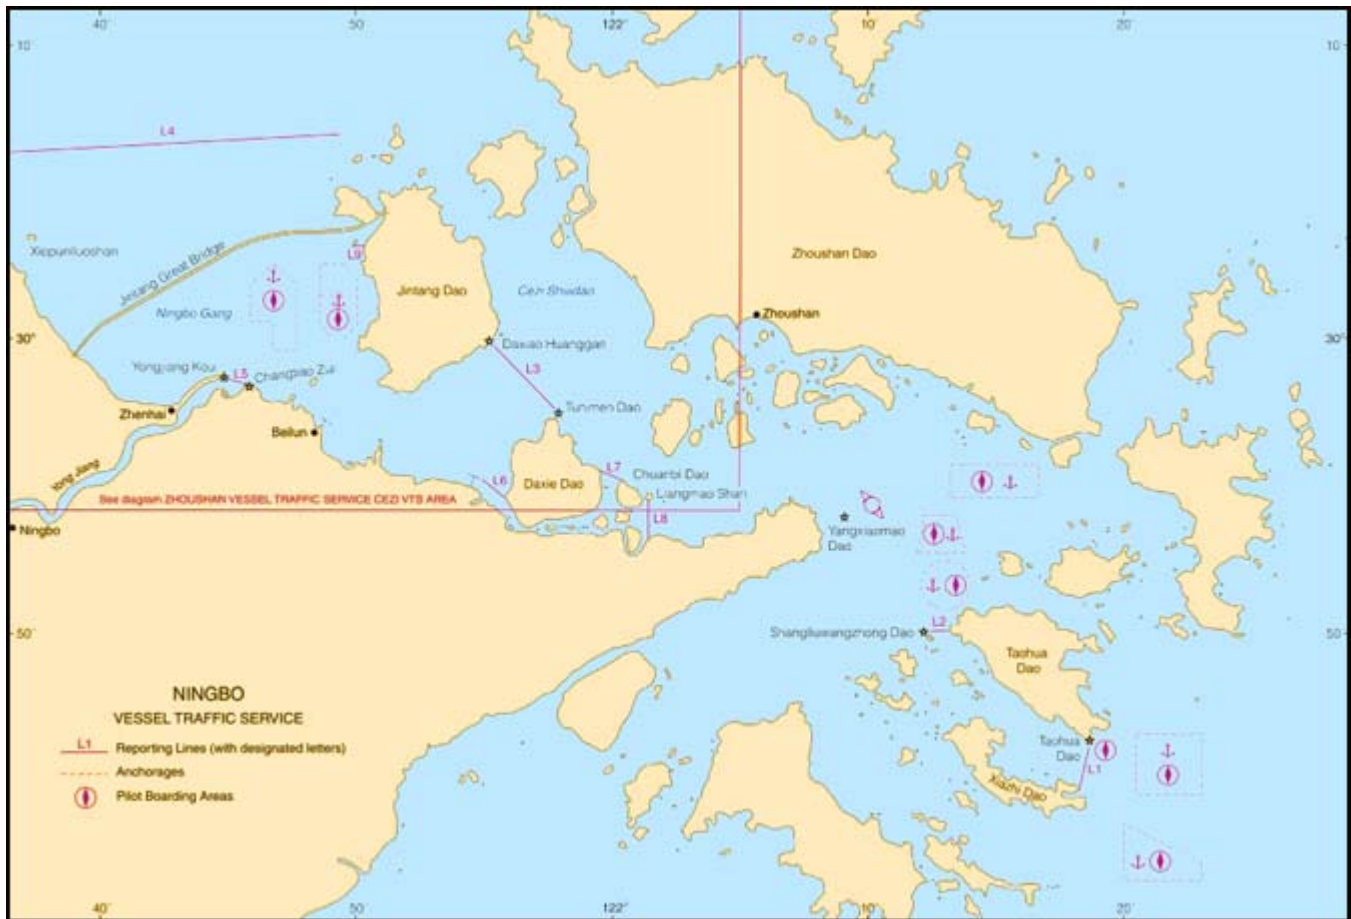 40´
50´
122°
10´
20´
10´
10´
L4
Xiepunluoshan
Jintang Great Bridge
L9
Zhoushan Dao
Jintang Dao
Cezi Shuidao
Ningbo Gang
Zhoushan
30°
Daxiao Huanggan
30°
Yongjiang Kou
L5
Changtiao Zui
L3
Zhenhai
Tunmen Dao
Beilun
Yong Jiang
L7
Chuanbi Dao
L6
Daxie Dao
Liangmao Shan
See diagram ZHOUSHAN VESSEL TRAFFIC SERVICE CEZI VTS AREA
L8
Ningbo
Yangxiaomao
Dao
L2
50´
Shangliuwangzhong Dao
50´
Taohua
Dao
NINGBO
VESSEL TRAFFIC SERVICE
L1
Reporting Lines (with designated letters)
Taohua
Dao
Anchorages
L1
Xiazhi Dao
Pilot Boarding Areas
40´
50´
122°
10´
20´